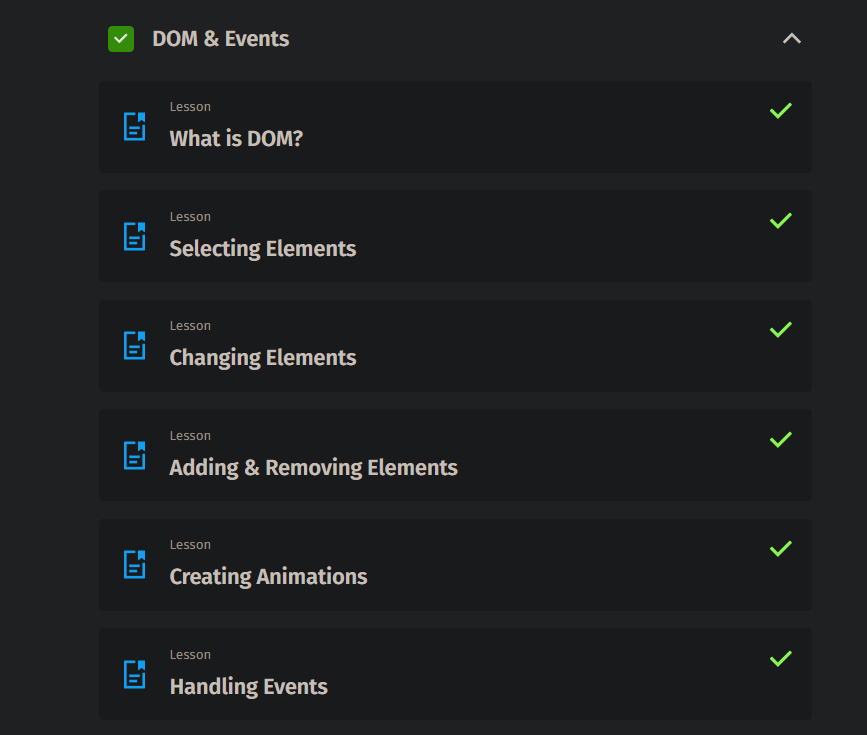 DOM & Events
Lesson
What is DOM?
Lesson
Selecting Elements
Lesson
Changing Elements
Lesson
Adding & Removing Elements
Lesson
Creating Animations
Lesson
Handling Events